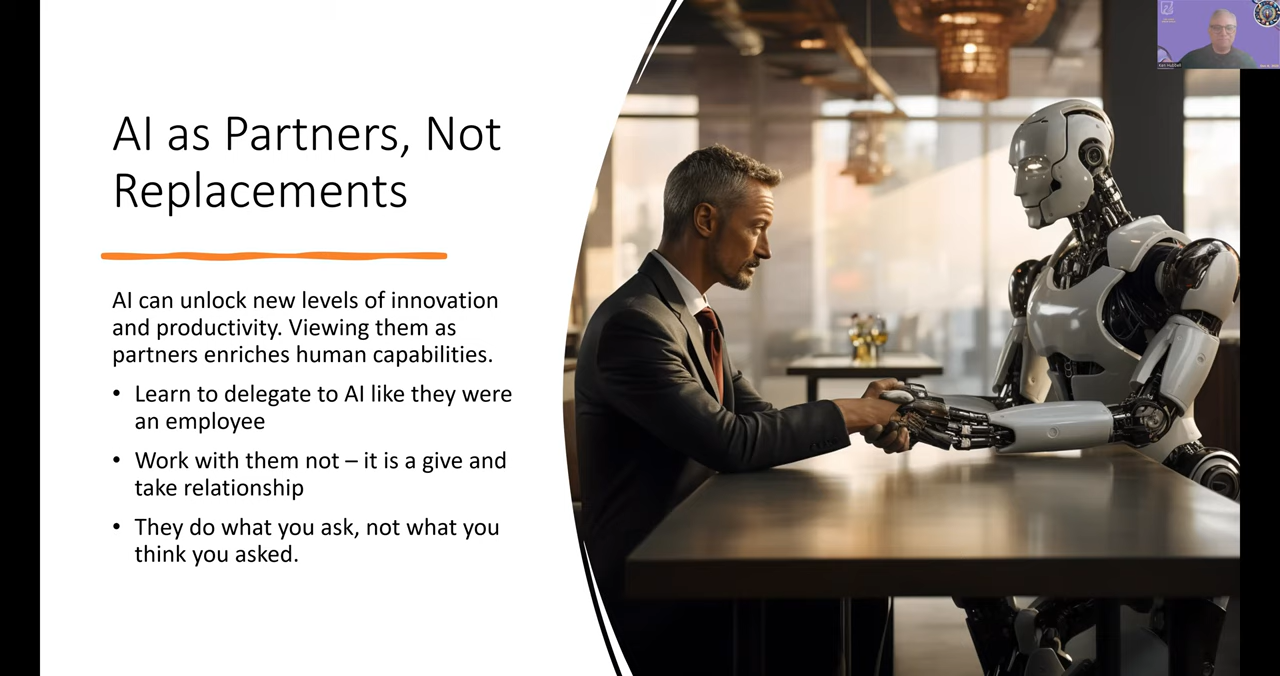 AI as Partners, Not
Replacements
AI can unlock new levels of innovation
and productivity. Viewing them as
partners enriches human capabilities.
• Learn to delegate to AI like they were
an employee
• Work with them not – it is a give and
take relationship
• They do what you ask, not what you
think you asked.